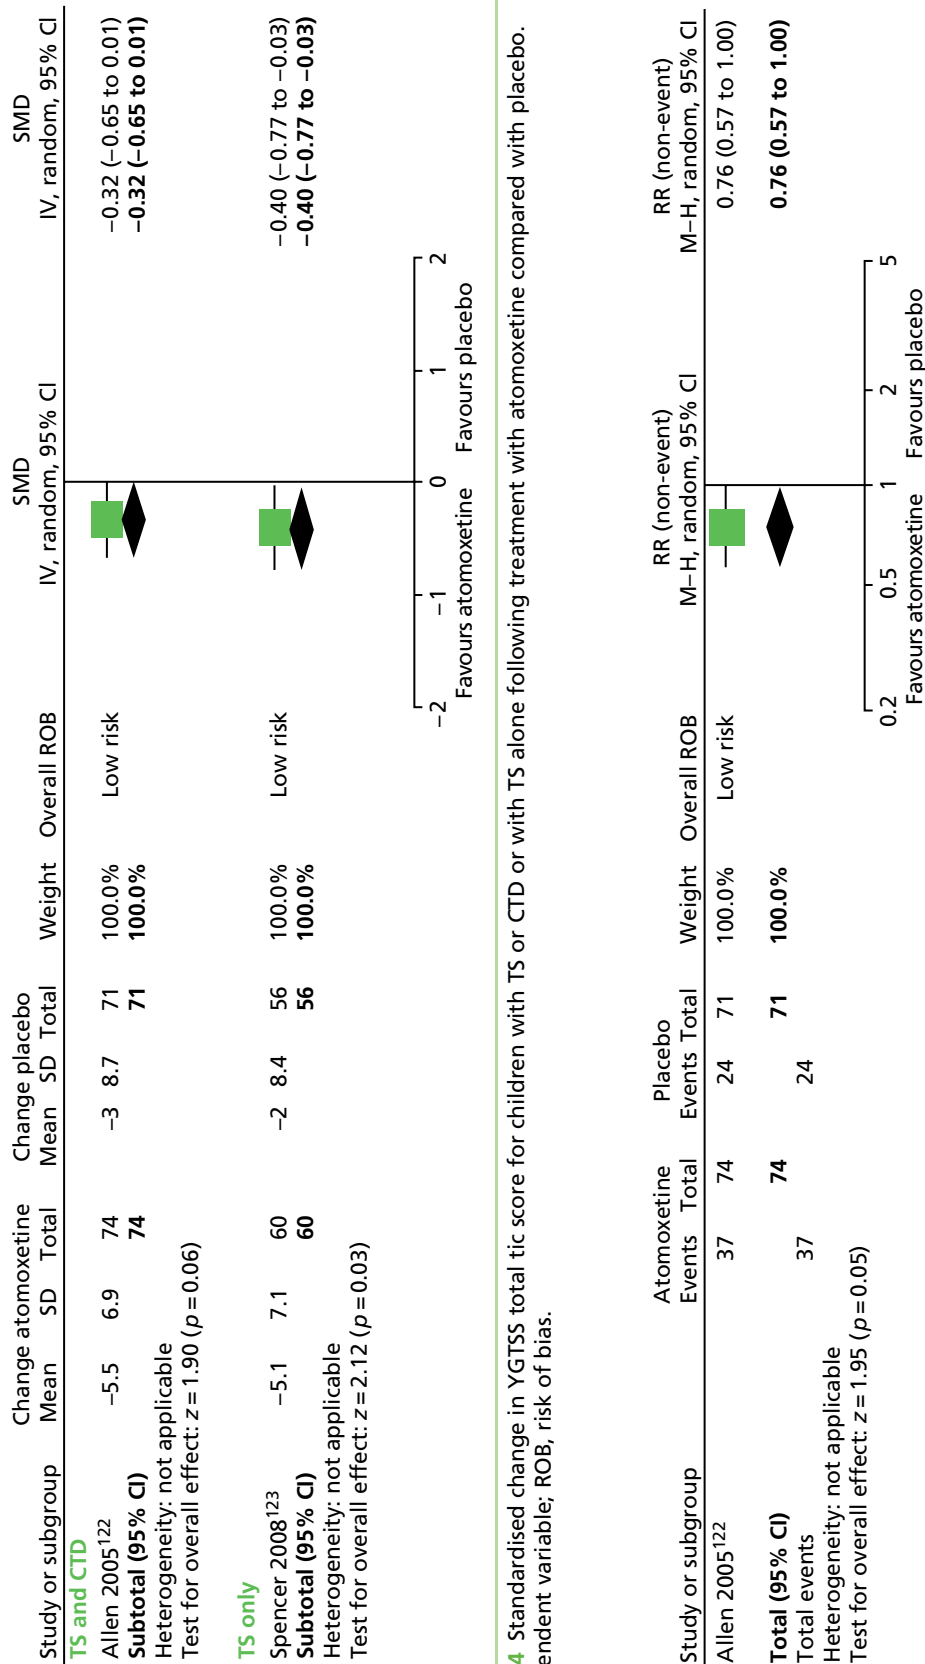 Change atomoxetine Change placebo SMD SMD
Study or subgroup Mean SD Total Mean SD Total Weight Overall ROB IV, random, 95% CI IV, random, 95% CI
TS and CTD
Allen 2005122 −5.5 6.9 74 −3 8.7 71 100.0% Low risk −0.32 (−0.65 to 0.01)
Subtotal (95% CI) 74 71 100.0% −0.32 (−0.65 to 0.01)
Heterogeneity: not applicable
Test for overall effect: z = 1.90 (p = 0.06)
TS only
Spencer 2008123 −5.1 7.1 60 −2 8.4 56 100.0% Low risk −0.40 (−0.77 to −0.03)
Subtotal (95% CI) 60 56 100.0% −0.40 (−0.77 to −0.03)
Heterogeneity: not applicable
Test for overall effect: z = 2.12 (p = 0.03)
−2 −1 0 1 2
Favours atomoxetine Favours placebo
4 Standardised change in YGTSS total tic score for children with TS or CTD or with TS alone following treatment with atomoxetine compared with placebo.
endent variable; ROB, risk of bias.
Atomoxetine Placebo RR (non-event) RR (non-event)
Study or subgroup Events Total Events Total Weight Overall ROB M–H, random, 95% CI M–H, random, 95% CI
Allen 2005122 37 74 24 71 100.0% Low risk 0.76 (0.57 to 1.00)
Total (95% CI) 74 71 100.0% 0.76 (0.57 to 1.00)
Total events 37 24
Heterogeneity: not applicable
Test for overall effect: z = 1.95 (p = 0.05)
0.2 0.5 1 2 5
Favours atomoxetine Favours placebo